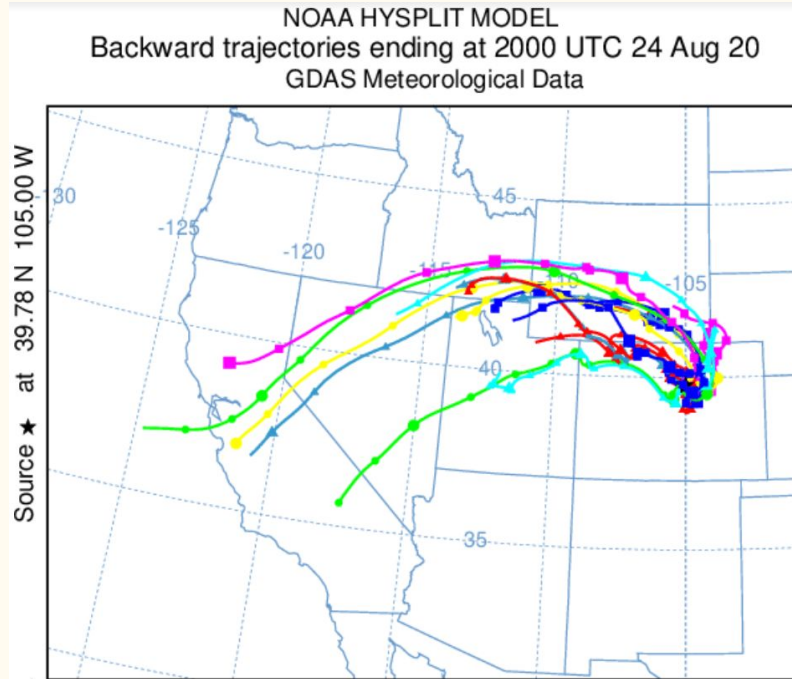 NOAA HYSPLIT MODEL
Backward trajectories ending at 2000 UTC 24 Aug 20
GDAS Meteorological Data
Source ★ at 39.78 N 105.00 W
-130
-125
-120
-115
-110
-105
45
40
35